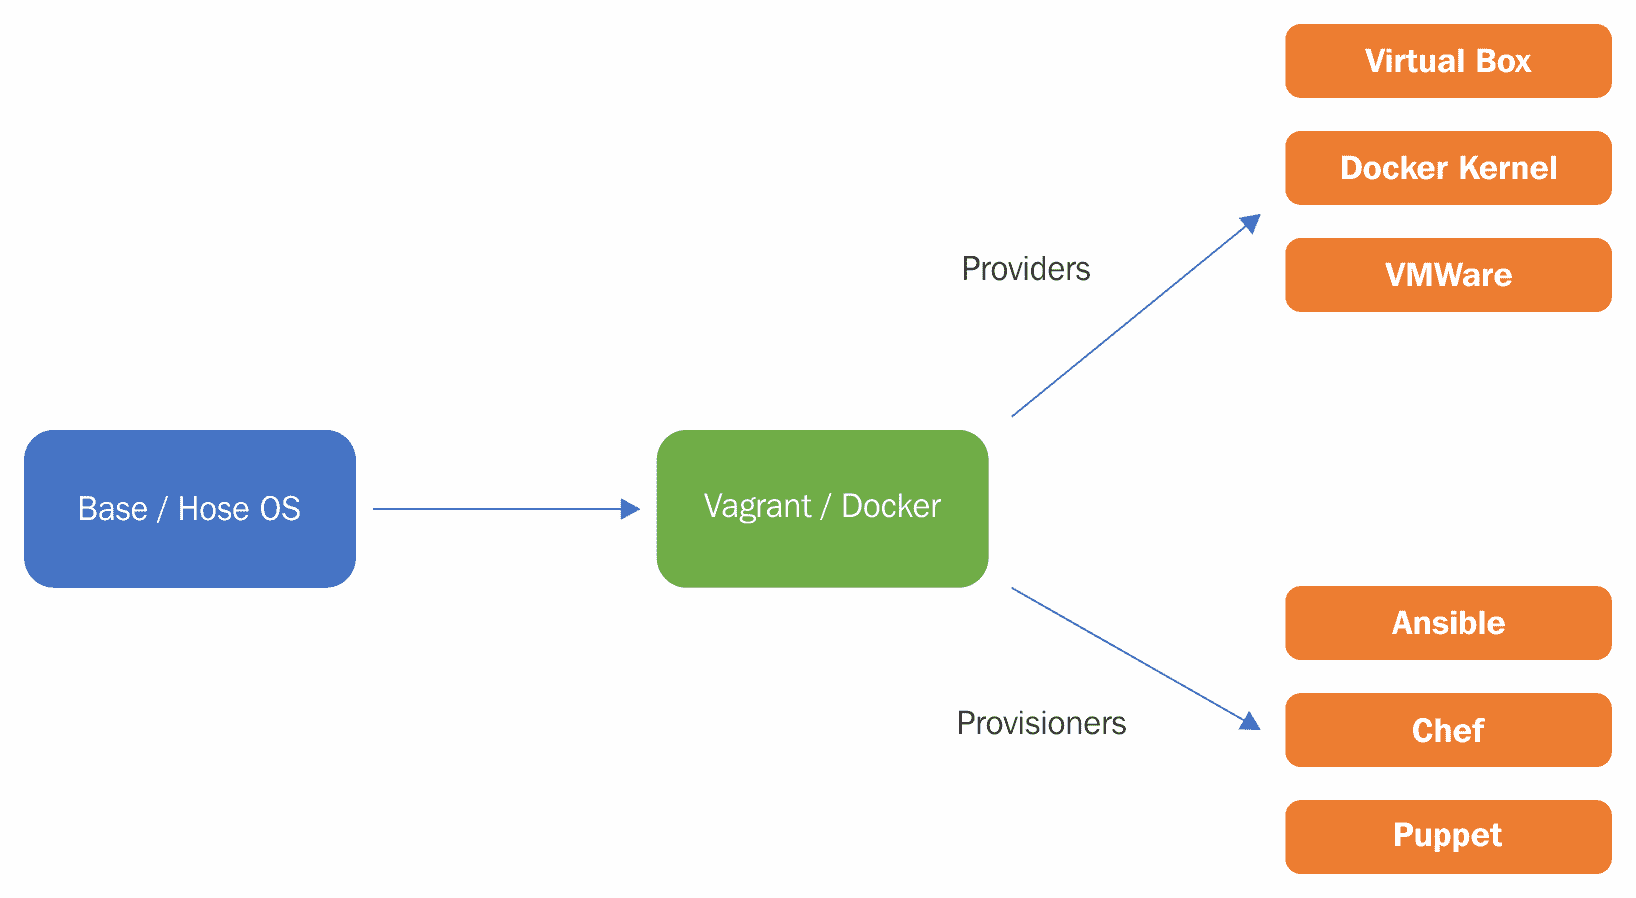 Virtual Box
Docker Kernel
Providers
VMWare
Base / Hose OS
Vagrant / Docker
Ansible
Provisioners
Chef
Puppet